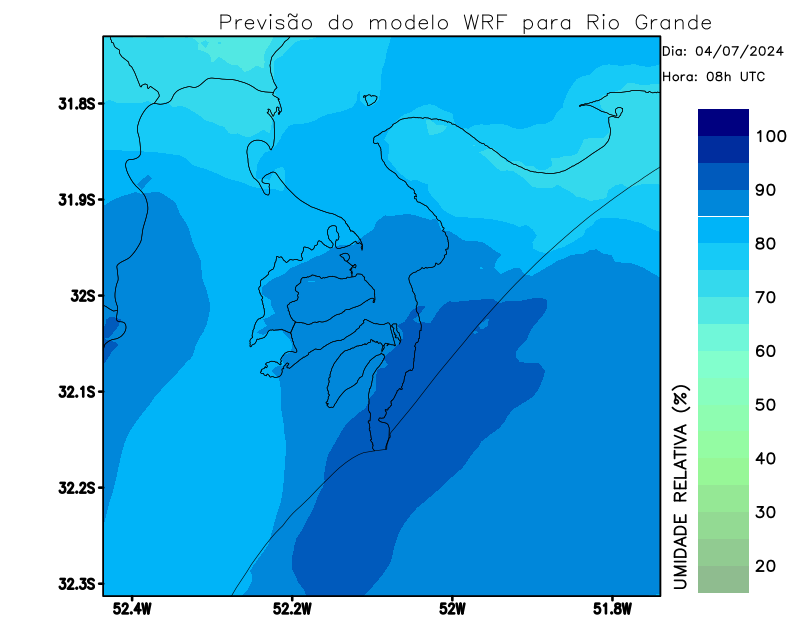 Previsão do modelo WRF para Rio Grande
Dia: 04/07/2024
Hora: 08h UTC
31.8S
31.9S
32S
32.1S
32.2S
32.3S
52.4W
52.2W
52W
51.8W
100
90
80
70
60
50
40
30
20
UMIDADE RELATIVA (%)